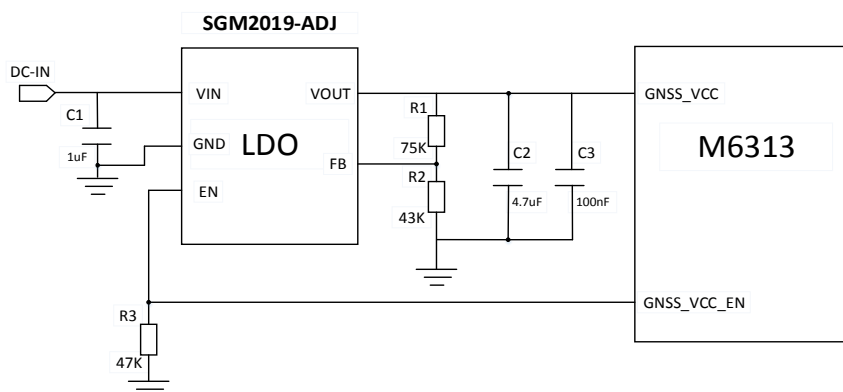 SGM2019-ADJ
DC-IN
VIN
VOUT
GNSS_VCC
C1
R1
1uF
GND
LDO
75K
C2
C3
M6313
FB
EN
R2
4.7uF
100nF
43K
GNSS_VCC_EN
R3
47K